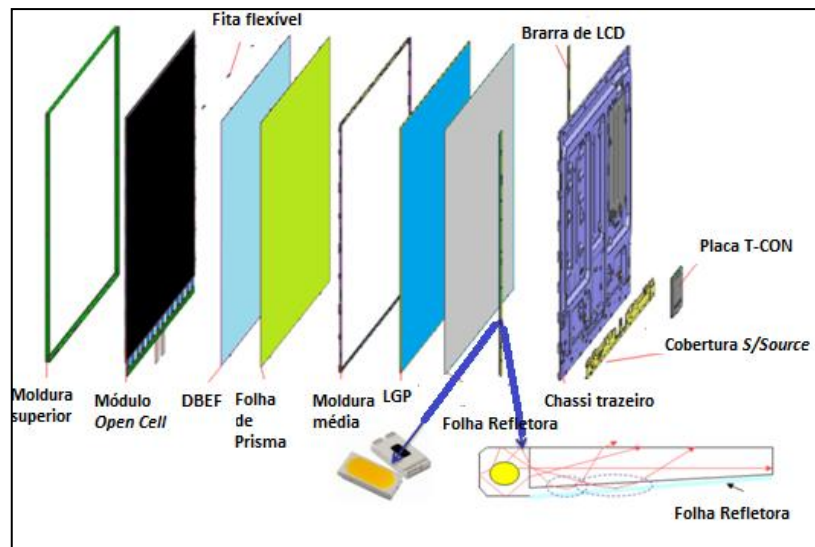 Fita flexível
Brarra de LCD
Placa T-CON
Cobertura S/Source
Moldura
superior
Módulo
Open Cell
DBEF
Folha
de
Prisma
Moldura
média
LGP
Folha Refletora
Chassi trazeiro
Folha Refletora